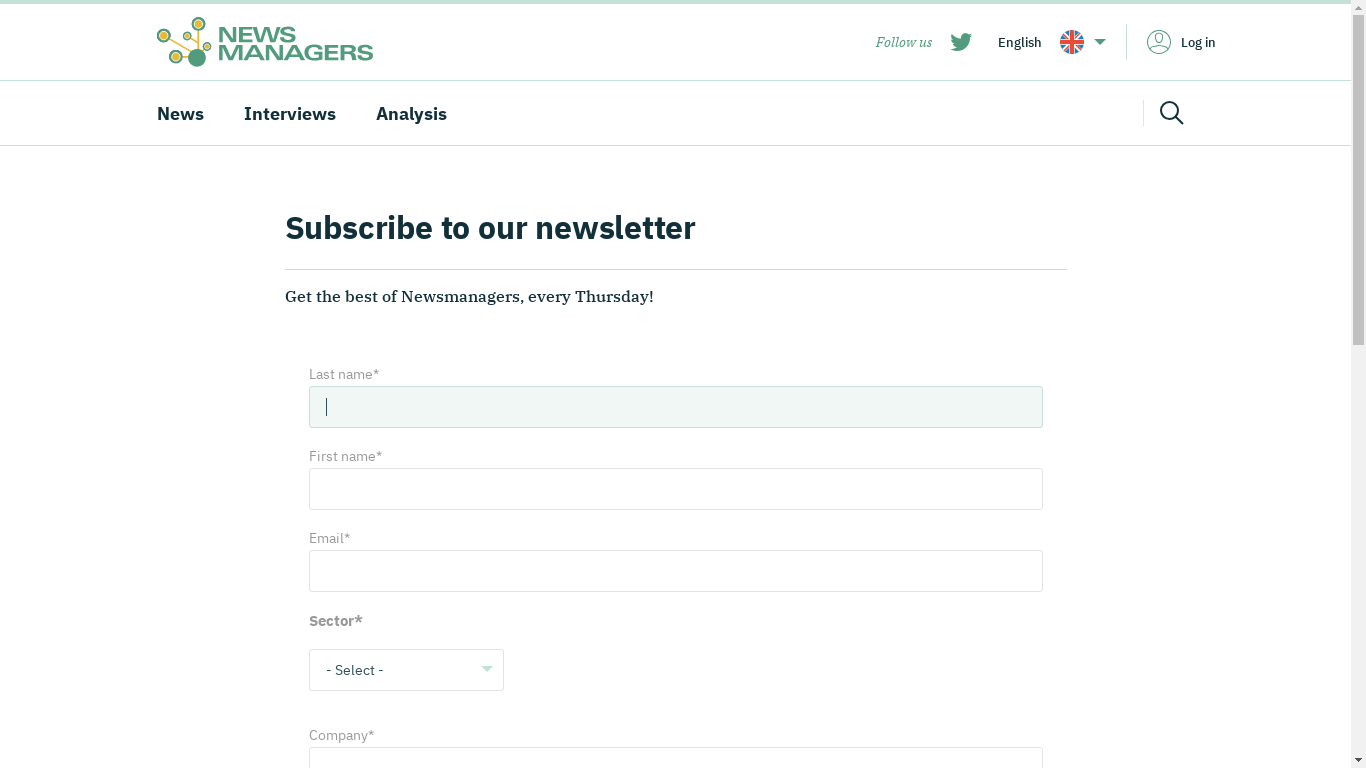 NEWS
MANAGERS
Follow us
English
Log in
News
Interviews
Analysis
Subscribe to our newsletter
Get the best of Newsmanagers, every Thursday!
Last name*
First name*
Email*
Sector*
- Select -
Company*